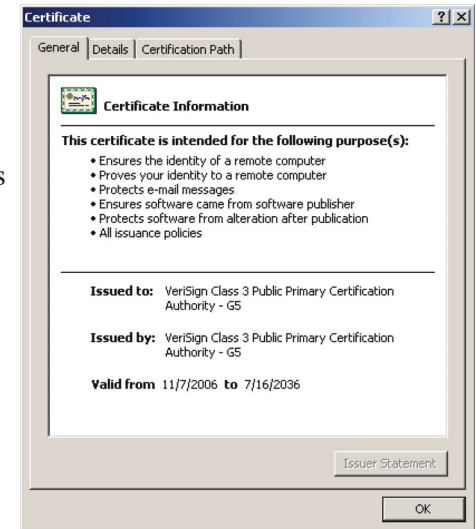 Certificate
General
Details
Certification Path
Certificate Information
This certificate is intended for the following purpose(s):
• Ensures the identity of a remote computer
• Proves your identity to a remote computer
• Protects e-mail messages
• Ensures software came from software publisher
• Protects software from alteration after publication
• All issuance policies
s
Issued to: VeriSign Class 3 Public Primary Certification
Authority - G5
Issued by: VeriSign Class 3 Public Primary Certification
Authority - G5
Valid from 11/7/2006 to 7/16/2036
Issuer Statement
OK